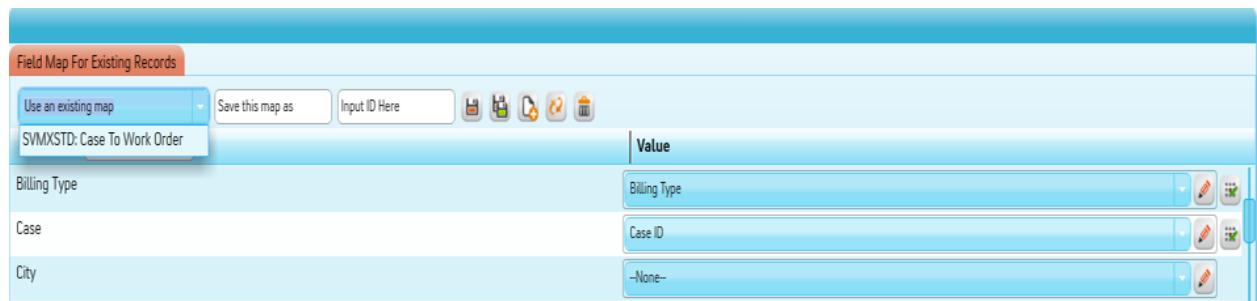 Field Map For Existing Records
Use an existing map Save this map as Input ID Here
SVMXSTD: Case To Work Order
Value
Billing Type Billing Type
Case Case ID
City --None--